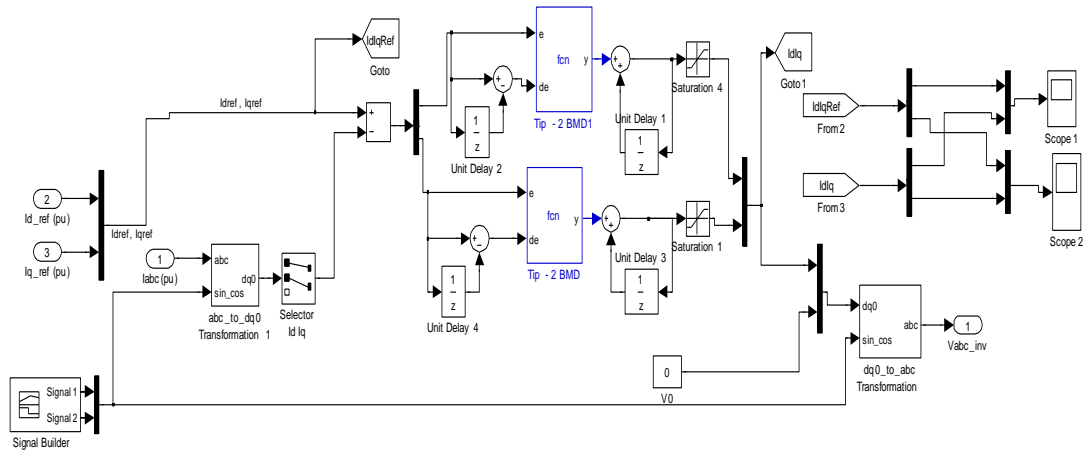 IdIqRef
Goto
Idref , Iqref
+
−
e
de
fcn
y
Tip - 2 BMD1
+
−
1
z
Unit Delay 2
+
+
Saturation 4
Unit Delay 1
1
z
IdIq
Goto 1
IdIqRef
From 2
Scope 1
IdIq
From 3
Scope 2
2
Id_ref (pu)
3
Iq_ref (pu)
Idref , Iqref
e
de
fcn
y
Tip - 2 BMD
+
−
1
z
Unit Delay 4
+
+
Saturation 1
Unit Delay 3
1
z
1
Iabc (pu)
abc
sin_cos
dq0
abc_to_dq0
Transformation 1
Selector
Id Iq
0
V0
dq0
sin_cos
abc
dq0_to_abc
Transformation
1
Vabc_inv
Signal 1
Signal 2
Signal Builder